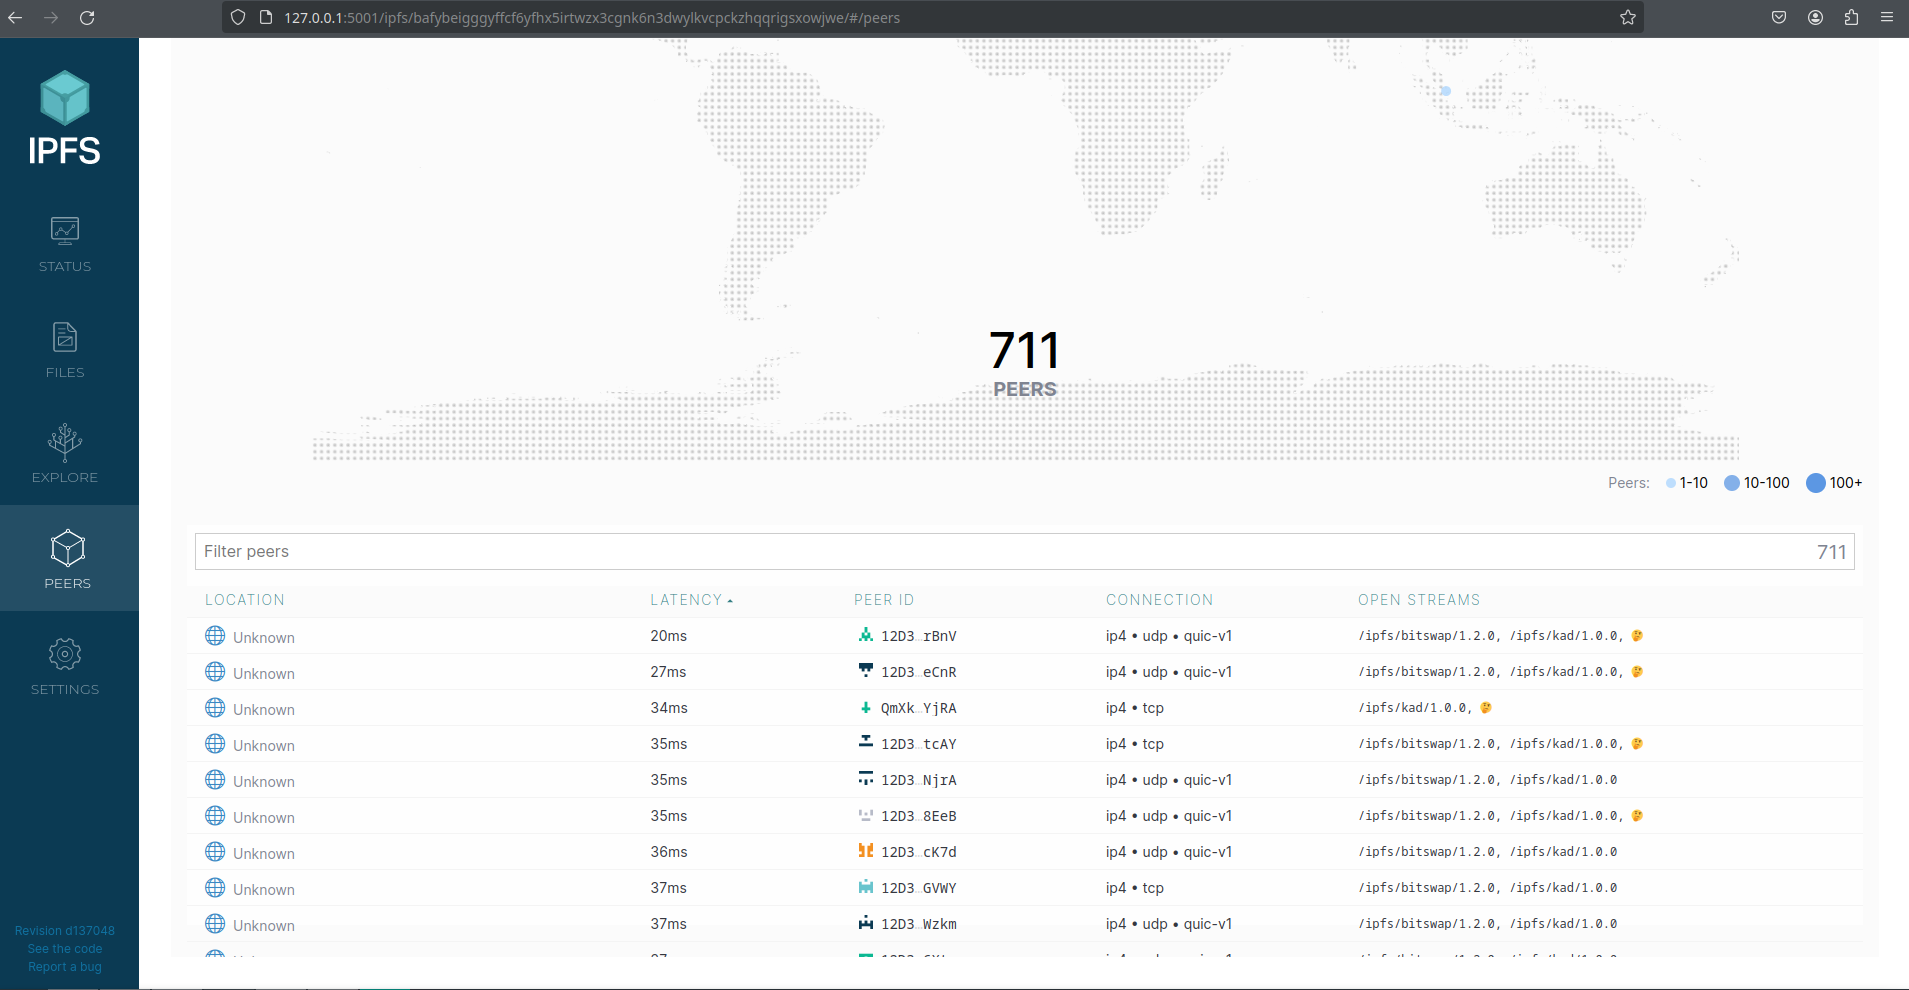 127.0.0.1:5001/ipfs/bafybeigggyffcf6yfhx5irtwzx3cgnk6n3dwylkvcpckzhqqrigsxowjwe/#/peers
IPFS
STATUS
FILES
EXPLORE
PEERS
SETTINGS
Revision d137048
See the code
Report a bug
711
PEERS
Peers: 1-10 10-100 100+
Filter peers 711
LOCATION LATENCY PEER ID CONNECTION OPEN STREAMS
Unknown 20ms 12D3…rBnV ip4 • udp • quic-v1 /ipfs/bitswap/1.2.0, /ipfs/kad/1.0.0, 🤔
Unknown 27ms 12D3…eCnR ip4 • udp • quic-v1 /ipfs/bitswap/1.2.0, /ipfs/kad/1.0.0, 🤔
Unknown 34ms QmXk…YjRA ip4 • tcp /ipfs/kad/1.0.0, 🤔
Unknown 35ms 12D3…tcAY ip4 • tcp /ipfs/bitswap/1.2.0, /ipfs/kad/1.0.0, 🤔
Unknown 35ms 12D3…NjrA ip4 • udp • quic-v1 /ipfs/bitswap/1.2.0, /ipfs/kad/1.0.0
Unknown 35ms 12D3…8EeB ip4 • udp • quic-v1 /ipfs/bitswap/1.2.0, /ipfs/kad/1.0.0, 🤔
Unknown 36ms 12D3…cK7d ip4 • udp • quic-v1 /ipfs/bitswap/1.2.0, /ipfs/kad/1.0.0
Unknown 37ms 12D3…GVWY ip4 • tcp /ipfs/bitswap/1.2.0, /ipfs/kad/1.0.0
Unknown 37ms 12D3…Wzkm ip4 • udp • quic-v1 /ipfs/bitswap/1.2.0, /ipfs/kad/1.0.0